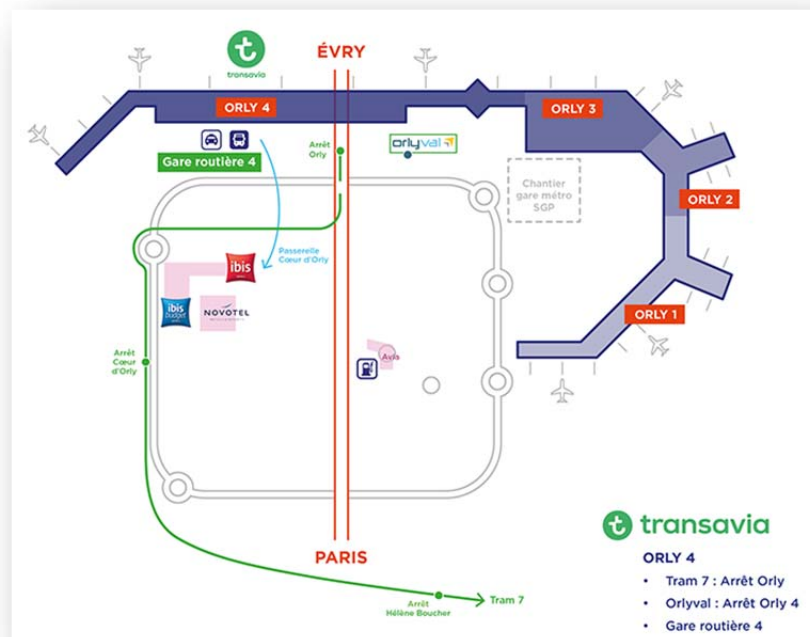 transavia
ÉVRY
ORLY 4
ORLY 3
Arrêt
Orly
orlyval
Gare routière 4
Chantier
gare métro
SGP
ORLY 2
Passerelle
Cœur d'Orly
ibis
ibis
budget
NOVOTEL
ORLY 1
Arrêt
Cœur
d'Orly
Avis
transavia
PARIS
ORLY 4
• Tram 7 : Arrêt Orly
Tram 7
• Orlyval : Arrêt Orly 4
Arrêt
Hélène Boucher
• Gare routière 4